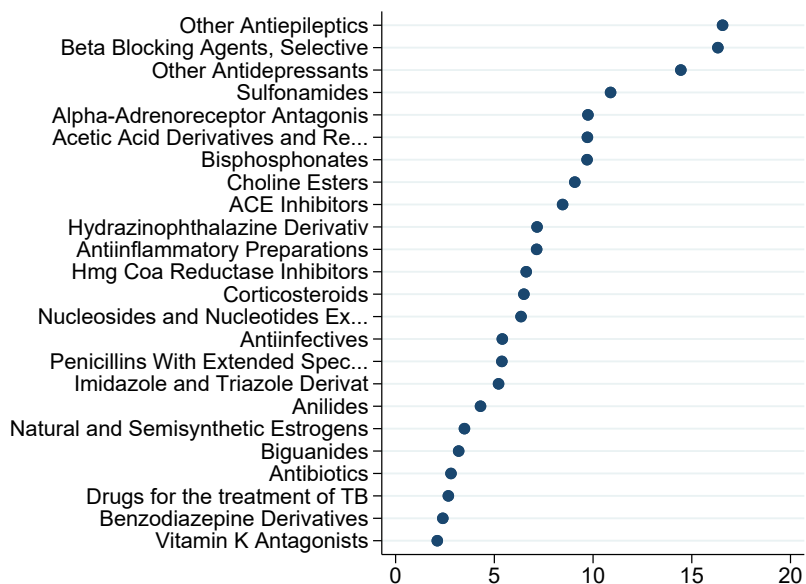 Other Antiepileptics
Beta Blocking Agents, Selective
Other Antidepressants
Sulfonamides
Alpha-Adrenoreceptor Antagonis
Acetic Acid Derivatives and Re...
Bisphosphonates
Choline Esters
ACE Inhibitors
Hydrazinophthalazine Derivativ
Antiinflammatory Preparations
Hmg Coa Reductase Inhibitors
Corticosteroids
Nucleosides and Nucleotides Ex...
Antiinfectives
Penicillins With Extended Spec...
Imidazole and Triazole Derivat
Anilides
Natural and Semisynthetic Estrogens
Biguanides
Antibiotics
Drugs for the treatment of TB
Benzodiazepine Derivatives
Vitamin K Antagonists
0 5 10 15 20